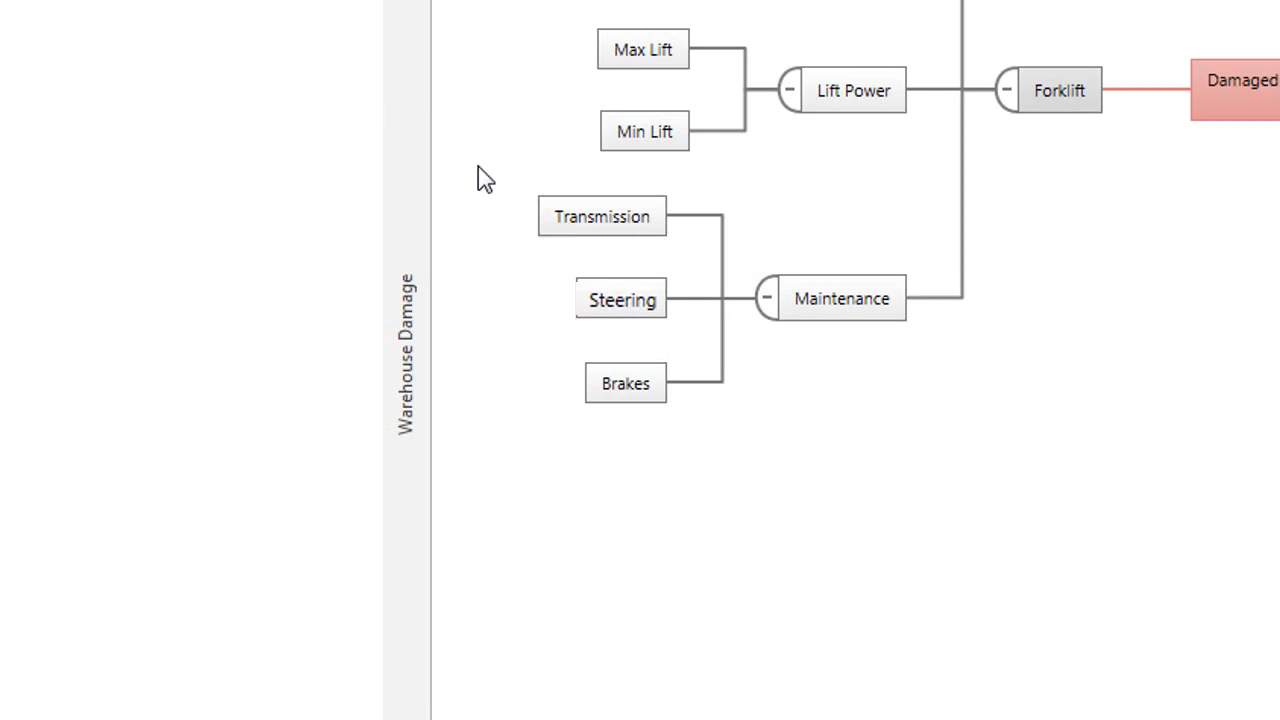 Max Lift
Lift Power
Forklift
Damaged
Min Lift
Transmission
Steering
Maintenance
Brakes
Warehouse Damage